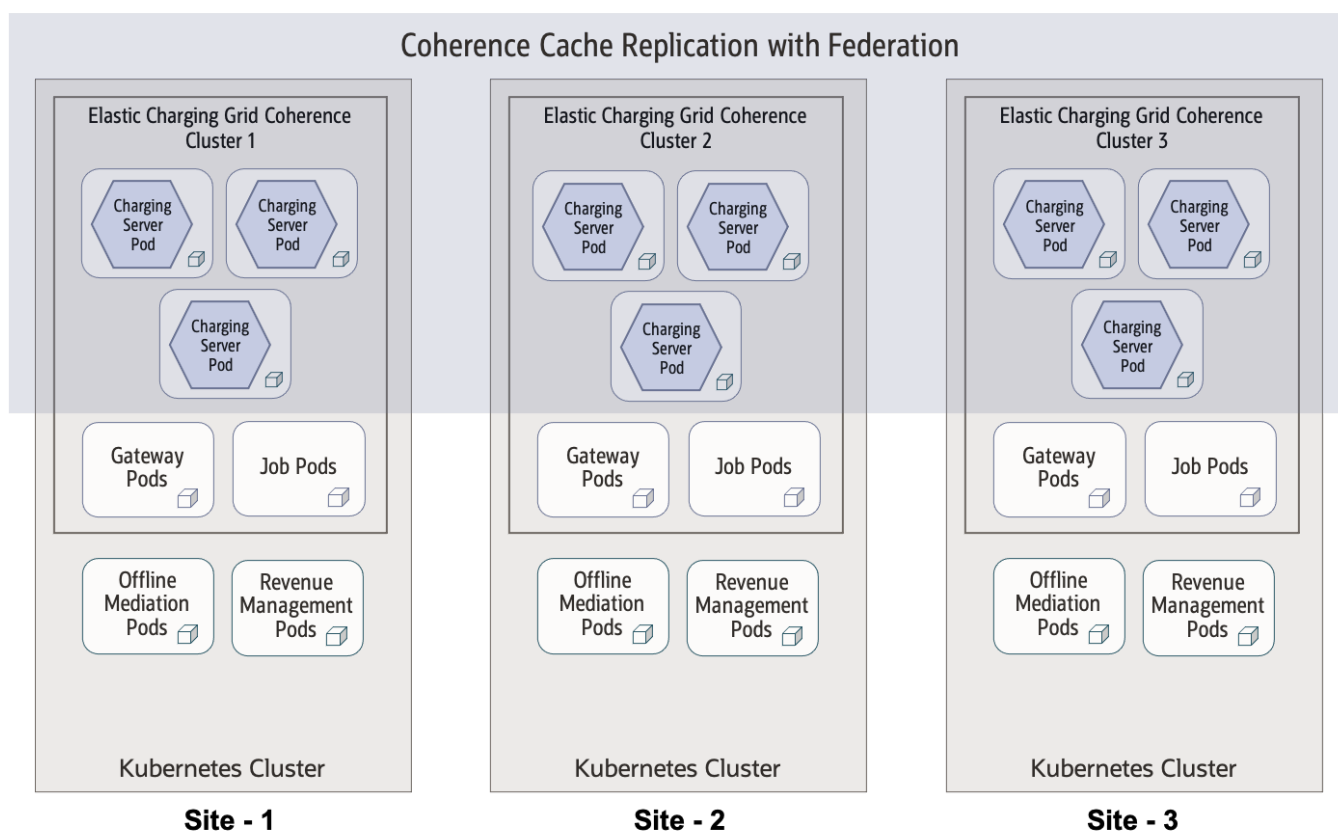 Coherence Cache Replication with Federation
Elastic Charging Grid Coherence
Cluster 1
Charging
Server
Pod
Charging
Server
Pod
Charging
Server
Pod
Gateway
Pods
Job Pods
Offline
Mediation
Pods
Revenue
Management
Pods
Kubernetes Cluster
Site - 1
Elastic Charging Grid Coherence
Cluster 2
Charging
Server
Pod
Charging
Server
Pod
Charging
Server
Pod
Gateway
Pods
Job Pods
Offline
Mediation
Pods
Revenue
Management
Pods
Kubernetes Cluster
Site - 2
Elastic Charging Grid Coherence
Cluster 3
Charging
Server
Pod
Charging
Server
Pod
Charging
Server
Pod
Gateway
Pods
Job Pods
Offline
Mediation
Pods
Revenue
Management
Pods
Kubernetes Cluster
Site - 3